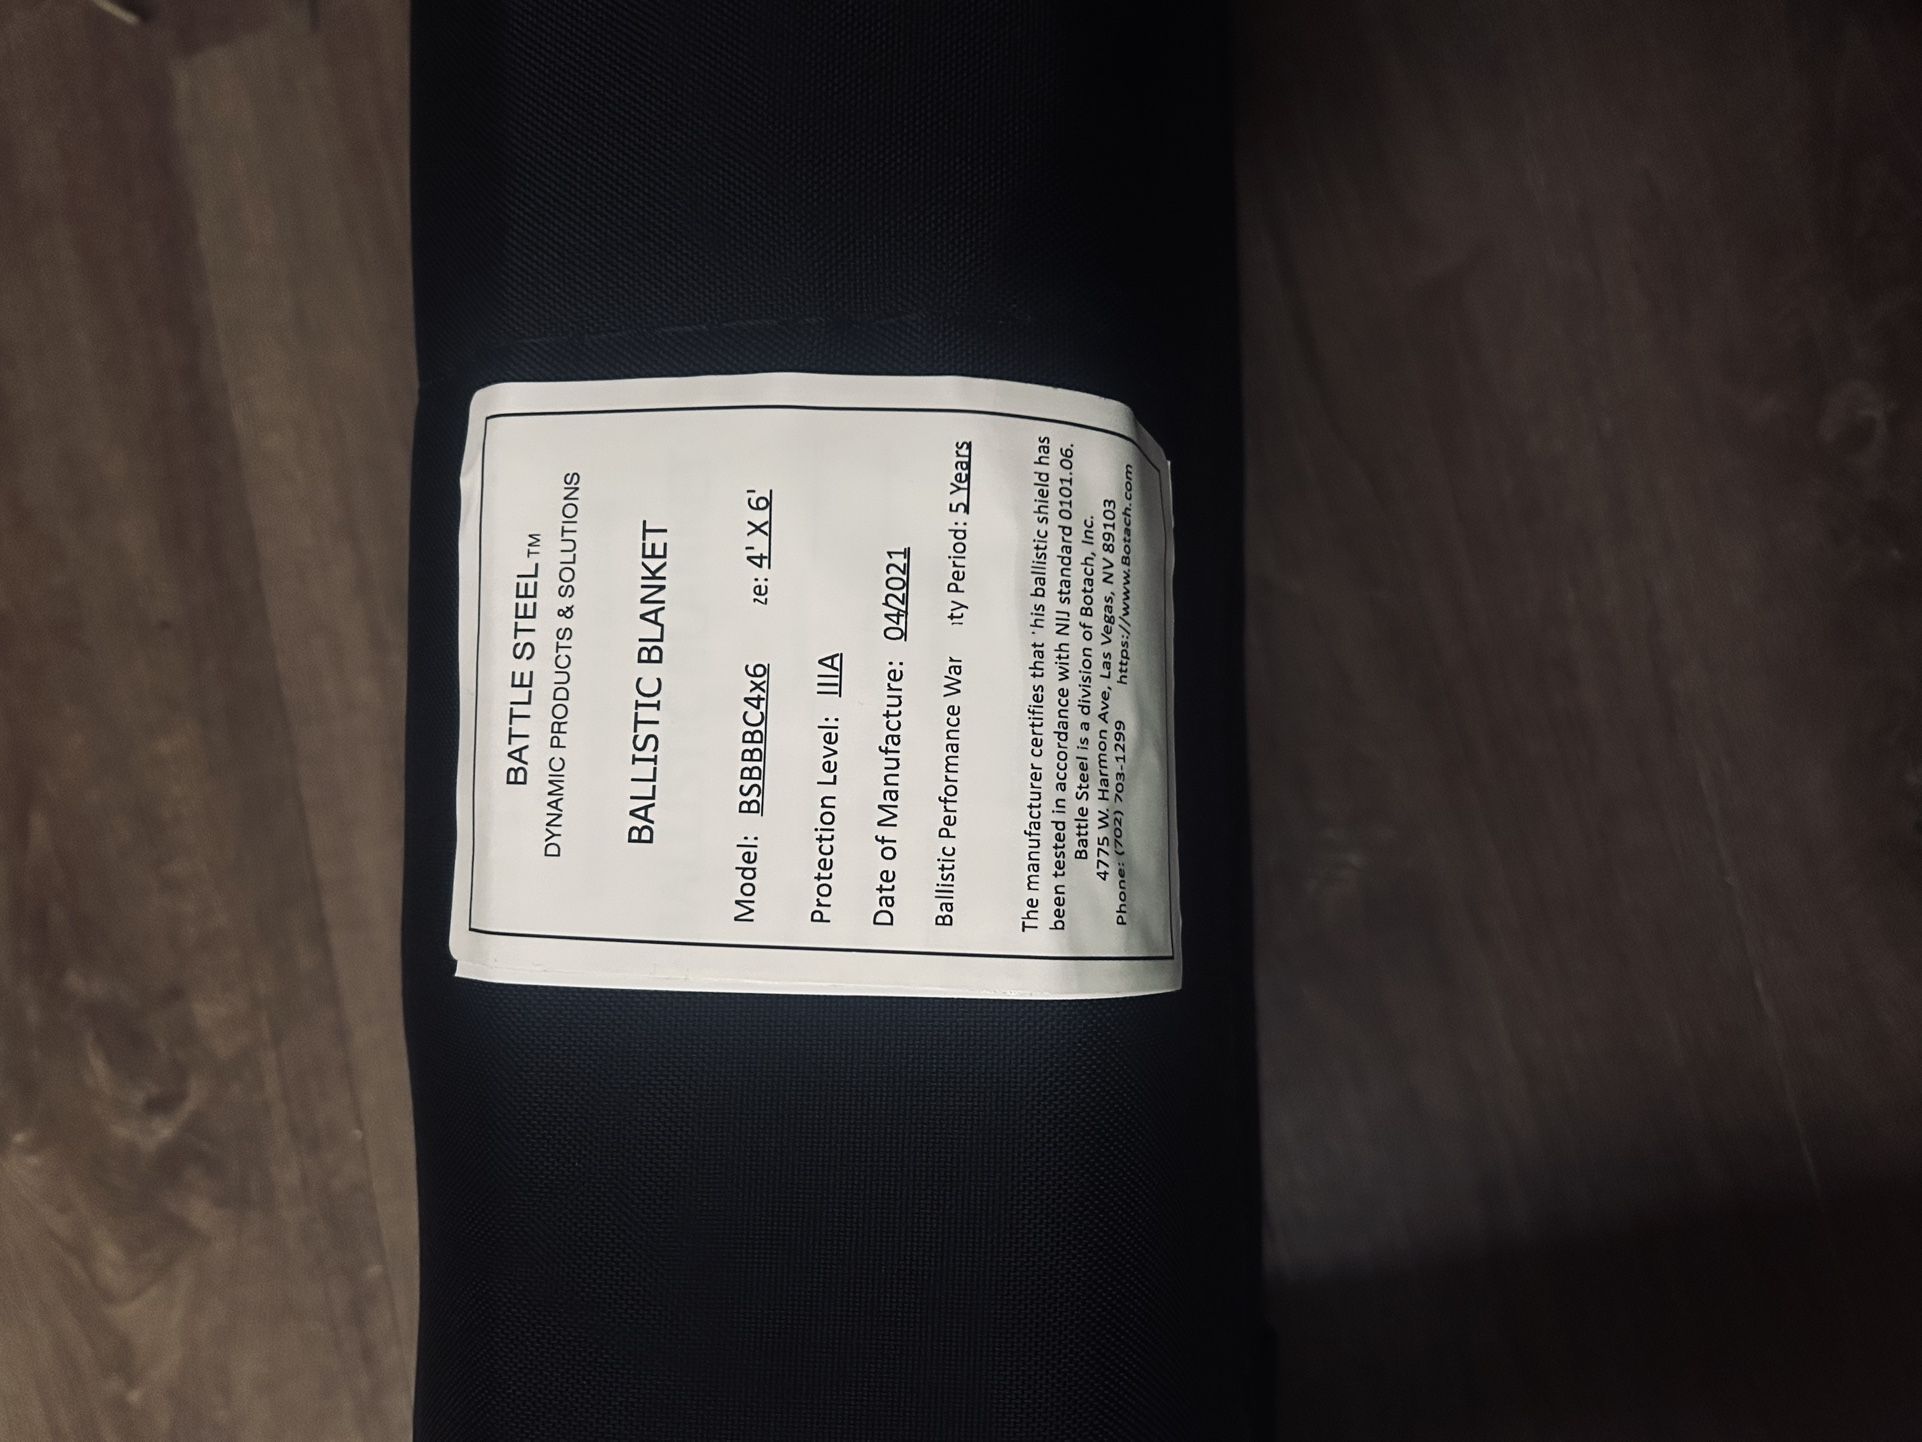 BATTLE STEEL™
DYNAMIC PRODUCTS & SOLUTIONS
BALLISTIC BLANKET
Model: BSBBBC4x6 ze: 4' X 6'
Protection Level: IIIA
Date of Manufacture: 04/2021
Ballistic Performance War ity Period: 5 Years
The manufacturer certifies that 'his ballistic shield has
been tested in accordance with NIJ standard 0101.06.
Battle Steel is a division of Botach, Inc.
4775 W. Harmon Ave, Las Vegas, NV 89103
Phone: (702) 703-1299 https://www.Botach.com